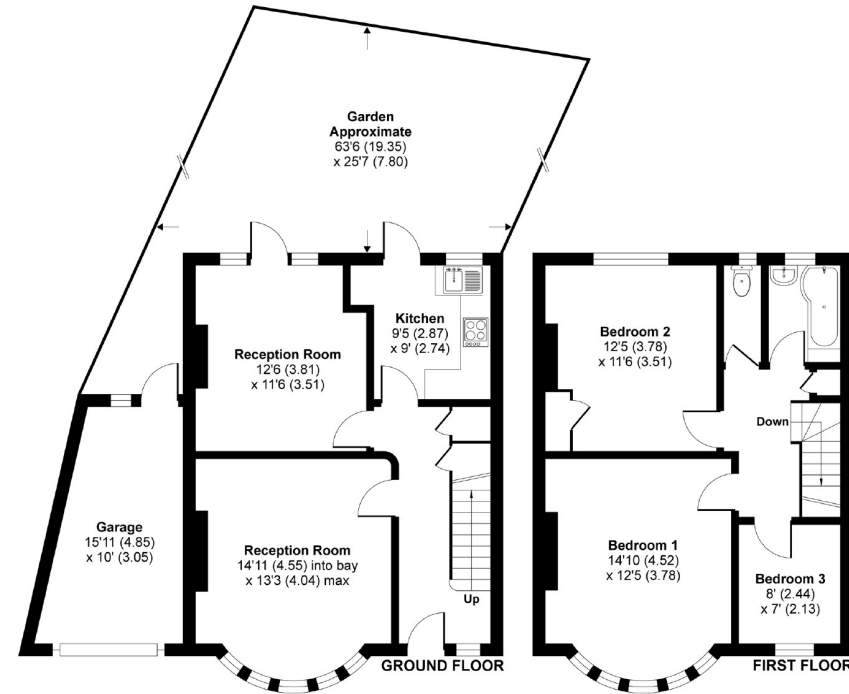 Garden
Approximate
63'6 (19.35)
x 25'7 (7.80)
Kitchen
9'5 (2.87)
x 9' (2.74)
Reception Room
12'6 (3.81)
x 11'6 (3.51)
Garage
15'11 (4.85)
x 10' (3.05)
Reception Room
14'11 (4.55) into bay
x 13'3 (4.04) max
Up
GROUND FLOOR
Bedroom 2
12'5 (3.78)
x 11'6 (3.51)
Down
Bedroom 1
14'10 (4.52)
x 12'5 (3.78)
Bedroom 3
8' (2.44)
x 7' (2.13)
FIRST FLOOR